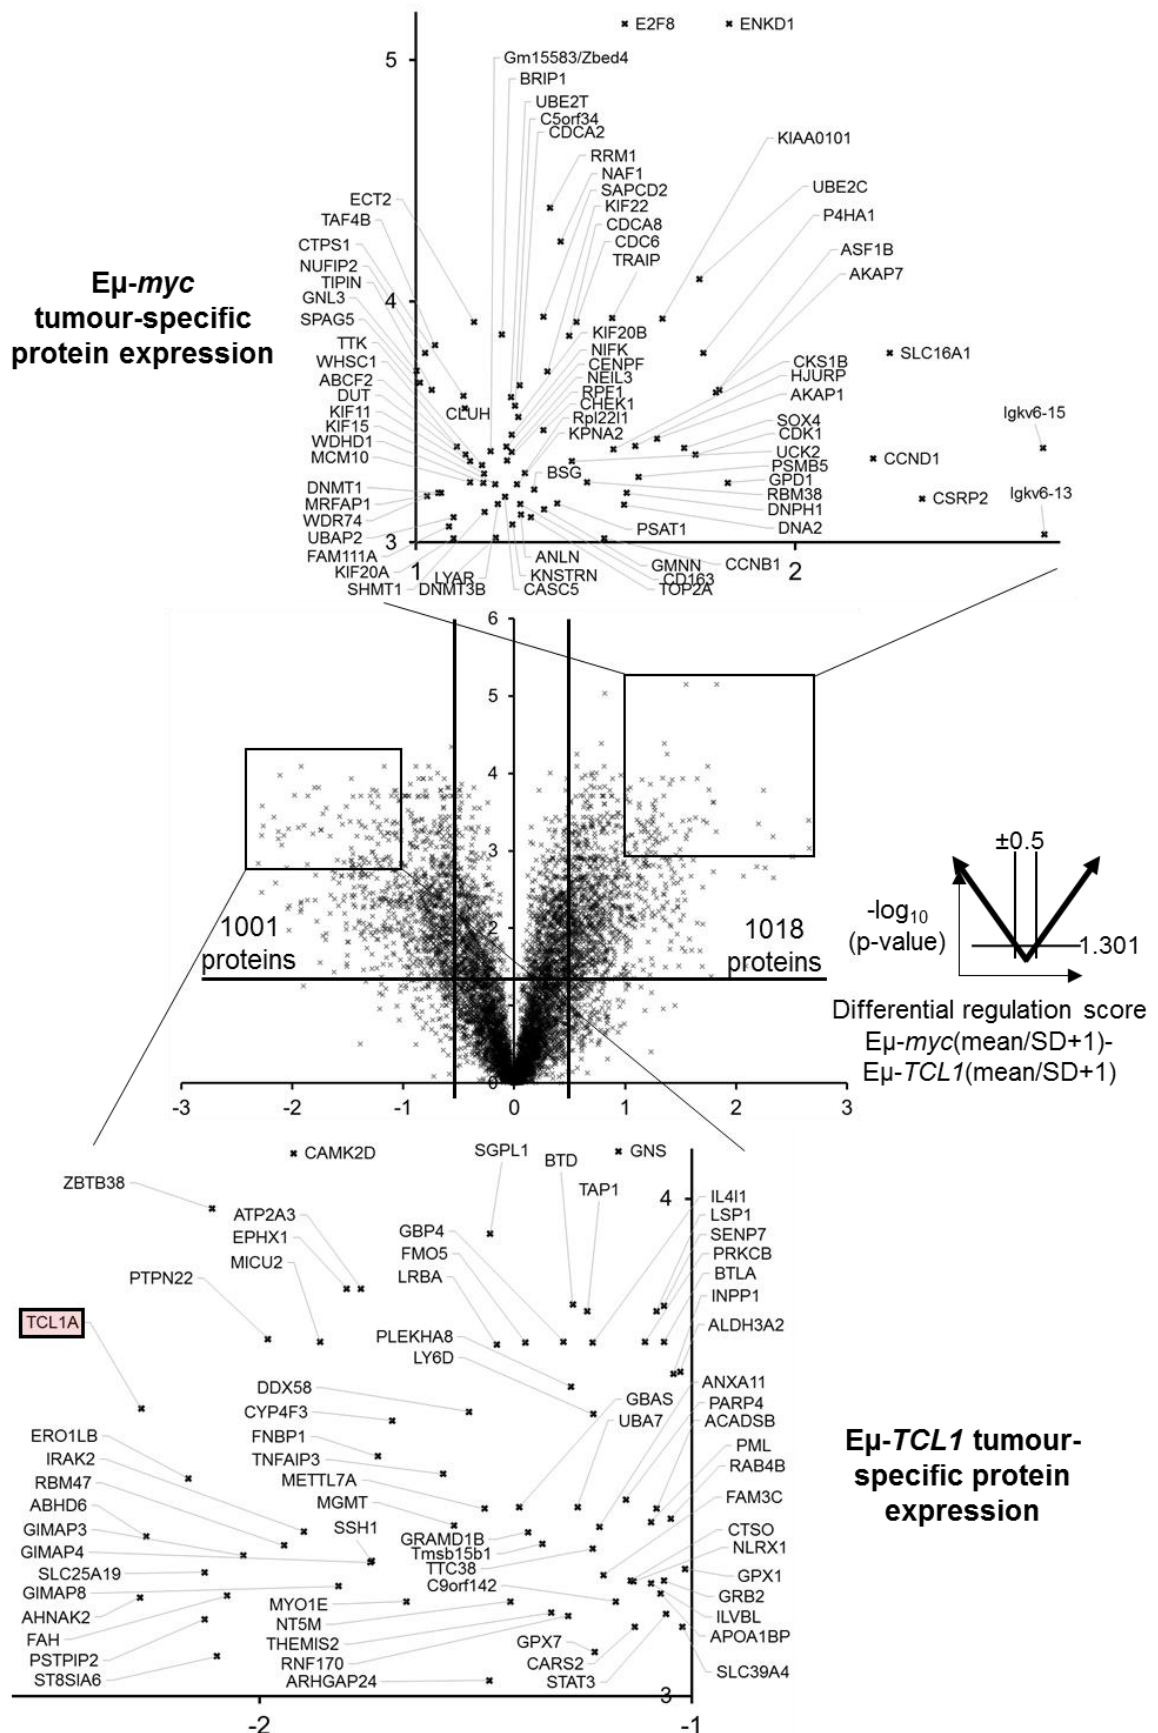 E2F8
ENKD1
5
Gm15583/Zbed4
BRIP1
UBE2T
C5orf34
CDCA2
KIAA0101
RRM1
NAF1
UBE2C
SAPCD2
ECT2
KIF22
P4HA1
TAF4B
CDCA8
CTPS1
CDC6
ASF1B
NUFIP2
TRAIP
AKAP7
TIPIN
GNL3
4
SPAG5
KIF20B
TTK
NIFK
SLC16A1
WHSC1
CENPF
CKS1B
ABCF2
NEIL3
HJURP
DUT
RPF1
AKAP1
KIF11
CLUH
CHEK1
Igkv6-15
KIF15
Rpl22l1
SOX4
WDHD1
KPNA2
CDK1
MCM10
UCK2
CCND1
BSG
PSMB5
DNMT1
GPD1
MRFAP1
RBM38
CSRP2
Igkv6-13
WDR74
DNPH1
UBAP2
PSAT1
DNA2
3
FAM111A
ANLN
1
2
KIF20A
LYAR
KNSTRN
GMNN
CCNB1
SHMT1
DNMT3B
CASC5
CD163
TOP2A
Eμ-myc
tumour-specific
protein expression
6
5
4
3
2
0
1001
proteins
1018
proteins
-3
-2
-1
0
1
2
3
±0.5
-log10
(p-value)
1.301
Differential regulation score
Eμ-myc(mean/SD+1)-
Eμ-TCL1(mean/SD+1)
CAMK2D
SGPL1
GNS
BTD
ZBTB38
TAP1
4
IL4I1
ATP2A3
LSP1
EPHX1
GBP4
SENP7
MICU2
FMO5
PRKCB
PTPN22
LRBA
BTLA
INPP1
TCL1A
PLEKHA8
ALDH3A2
LY6D
DDX58
ANXA11
CYP4F3
GBAS
PARP4
ERO1LB
FNBP1
UBA7
ACADSB
IRAK2
TNFAIP3
PML
RBM47
METTL7A
RAB4B
ABHD6
MGMT
FAM3C
GIMAP3
SSH1
GRAMD1B
CTSO
GIMAP4
Tmsb15b1
NLRX1
SLC25A19
TTC38
GPX1
GIMAP8
C9orf142
GRB2
AHNAK2
MYO1E
ILVBL
FAH
NT5M
APOA1BP
PSTPIP2
THEMIS2
GPX7
ST8SIA6
RNF170
CARS2
SLC39A4
ARHGAP24
STAT3
3
-2
-1
Eμ-TCL1 tumour-
specific protein
expression